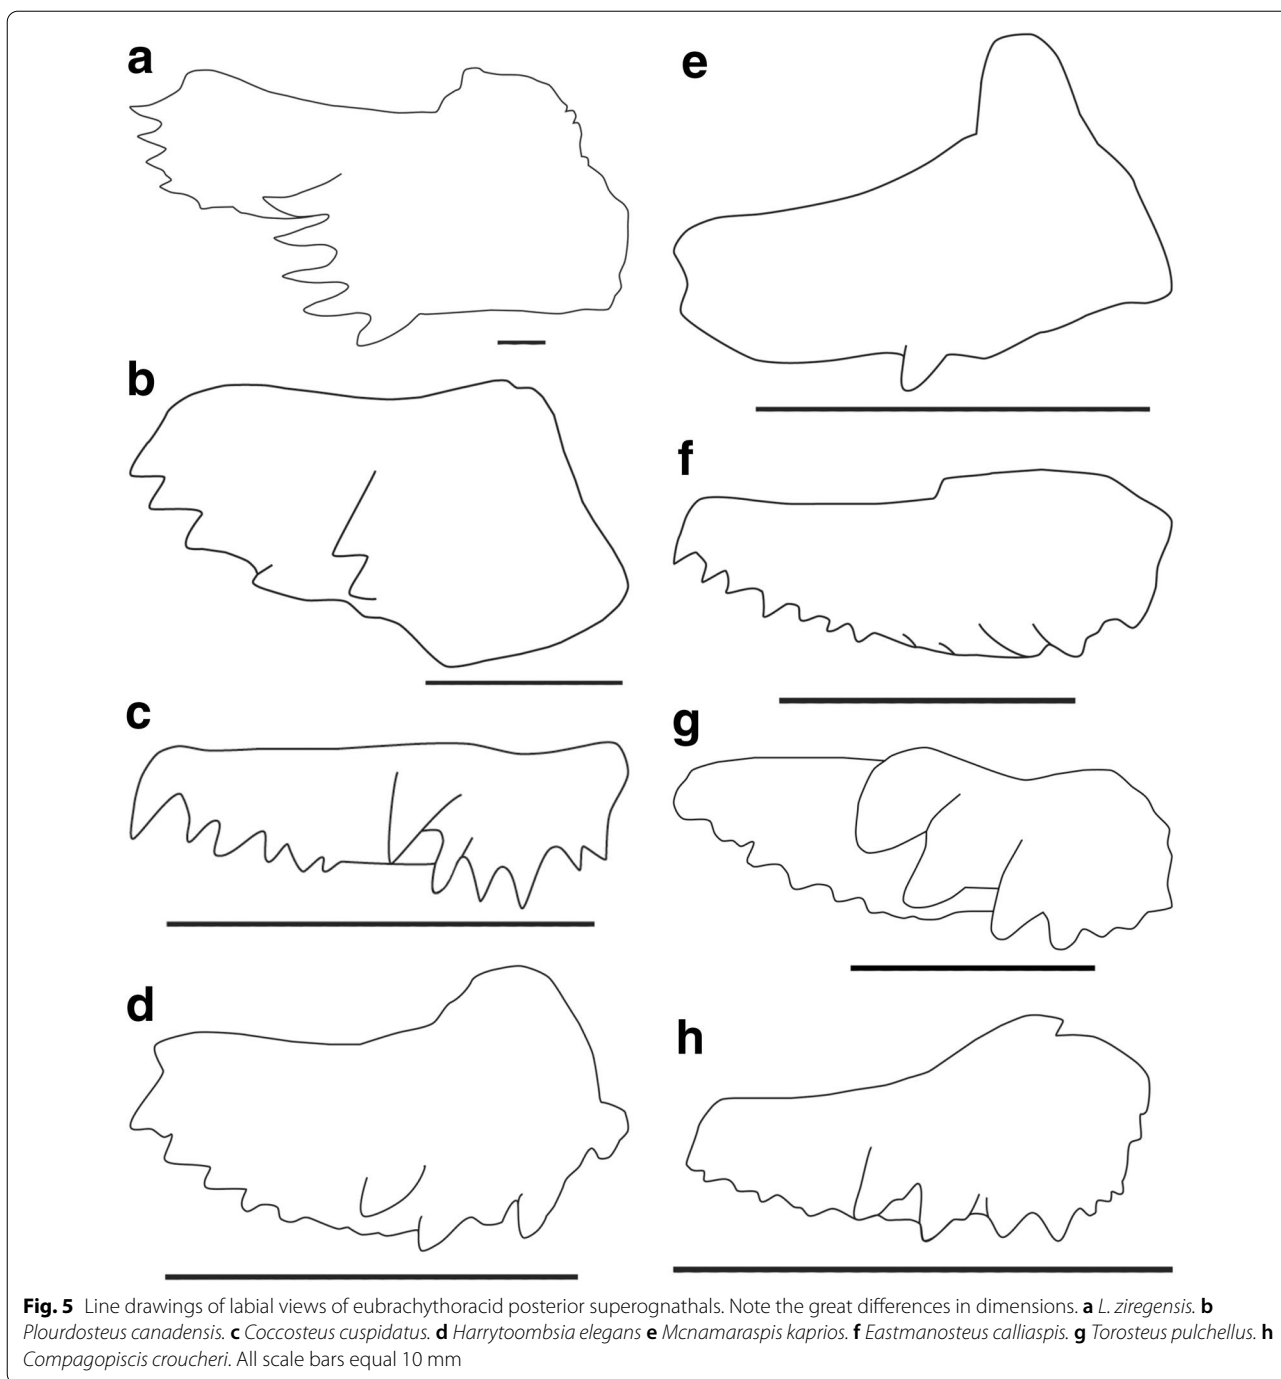 a
e
b
f
c
g
d
h
Fig. 5 Line drawings of labial views of eubrachythoracid posterior superognathals. Note the great differences in dimensions. a L. ziregensis. b
Plourdosteus canadensis. c Coccosteus cuspidatus. d Harrytoombsia elegans e Mcnamaraspis kaprios. f Eastmanosteus calliaspis. g Torosteus pulchellus. h
Compagopiscis croucheri. All scale bars equal 10 mm